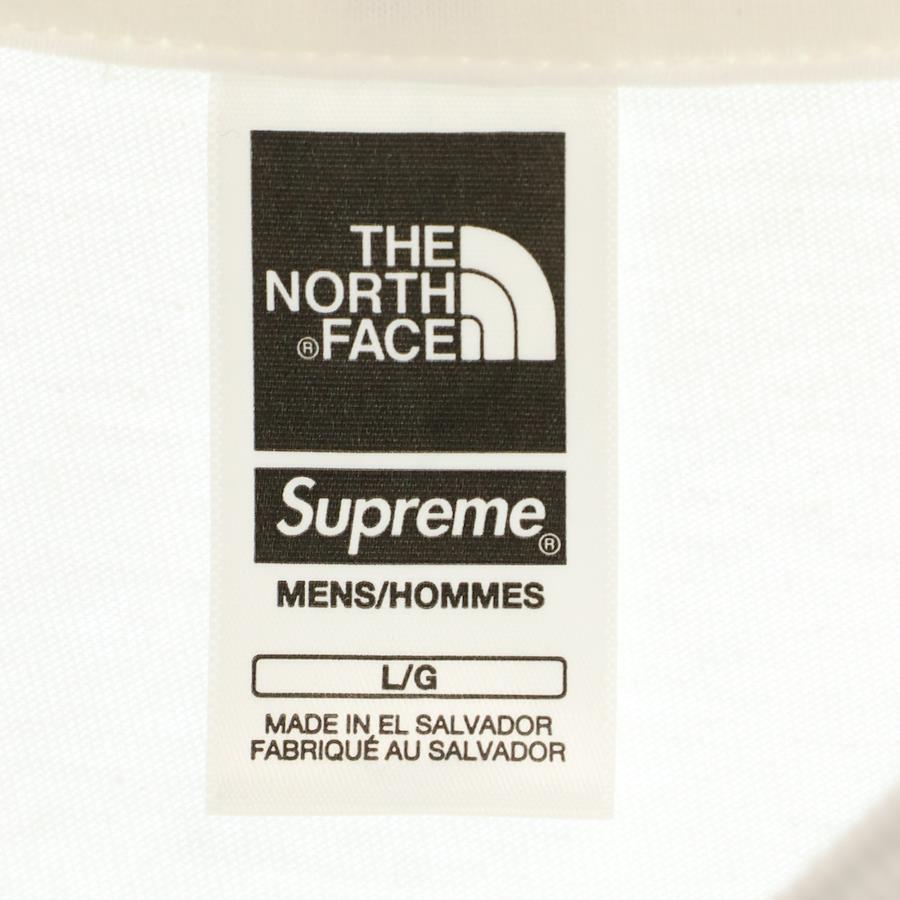 THE
NORTH
®FACE
Supreme®
MENS/HOMMES
L/G
MADE IN EL SALVADOR
FABRIQUÉ AU SALVADOR